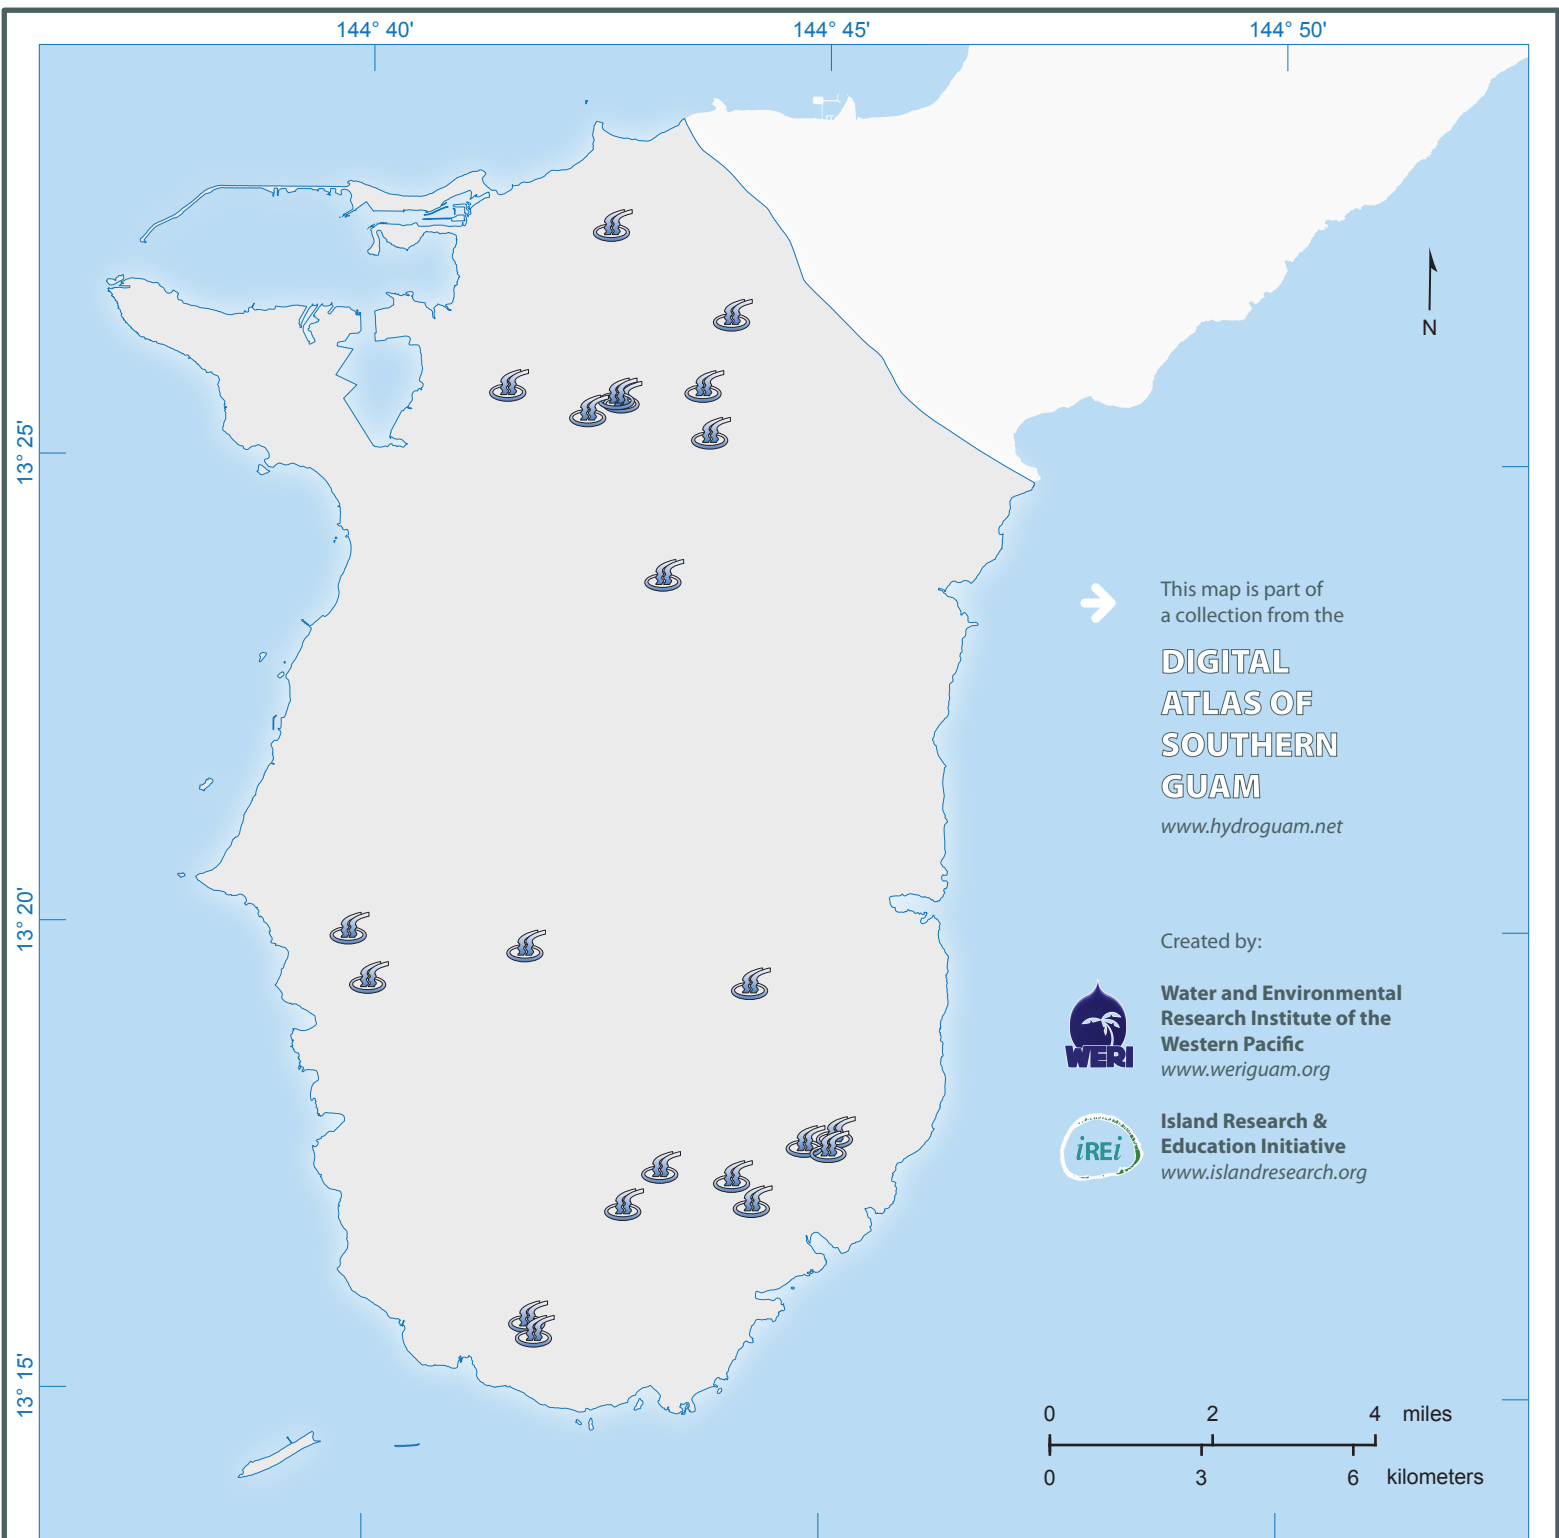 144° 40'
144° 45'
144° 50'
13° 25'
N
This map is part of
a collection from the
DIGITAL
ATLAS OF
SOUTHERN
GUAM
www.hydroguam.net
13° 20'
Created by:
WERI
Water and Environmental
Research Institute of the
Western Pacific
www.weriguam.org
iREi
Island Research &
Education Initiative
www.islandresearch.org
13° 15'
0 2 4 miles
0 3 6 kilometers